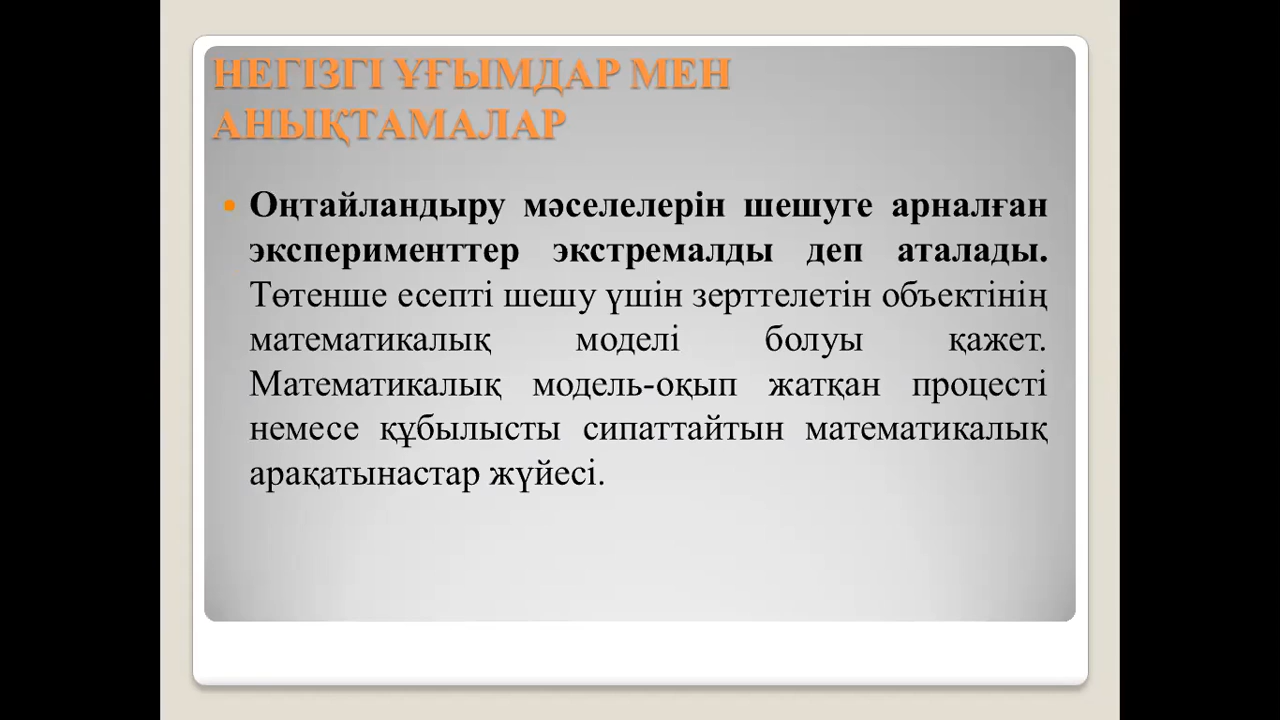 НЕГІЗГІ ҰҒЫМДАР МЕН
АНЫҚТАМАЛАР
• Оңтайландыру мәселелерін шешуге арналған
эксперименттер экстремалды деп аталады.
Төтенше есепті шешу үшін зерттелетін объектінің
математикалық моделі болуы қажет.
Математикалық модель-оқып жатқан процесті
немесе құбылысты сипаттайтын математикалық
арақатынастар жүйесі.